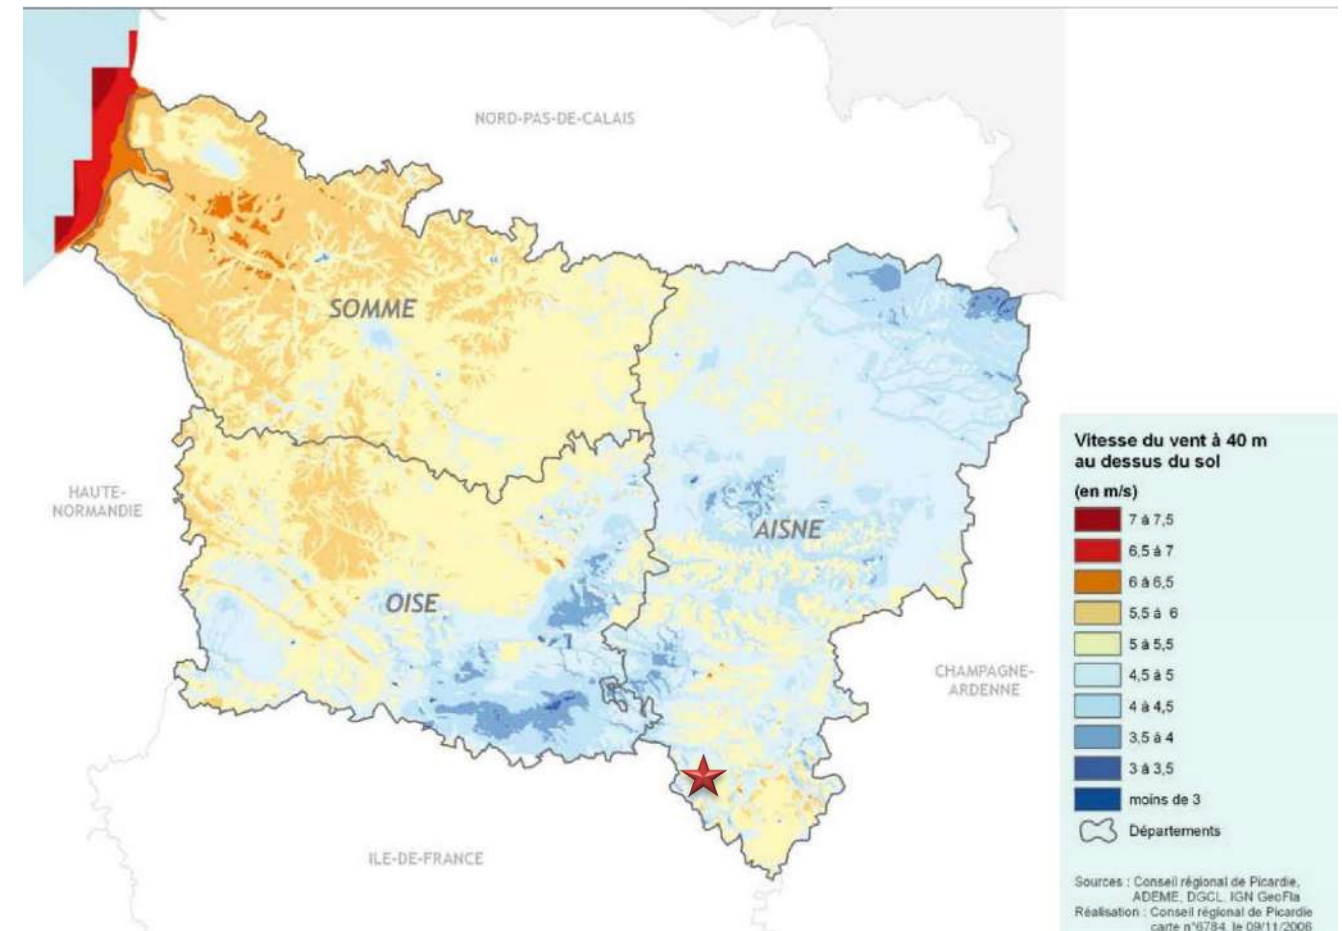 NORD-PAS-DE-CALAIS
SOMME
HAUTE-
NORMANDIE
AISNE
OISE
CHAMPAGNE-
ARDENNE
ILE-DE-FRANCE
Vitesse du vent à 40 m
au dessus du sol
(en m/s)
7 à 7,5
6,5 à 7
6 à 6,5
5,5 à 6
5 à 5,5
4,5 à 5
4 à 4,5
3,5 à 4
3 à 3,5
moins de 3
Départements
Sources : Conseil régional de Picardie,
ADEME, DGCL, IGN GeoFla
Réalisation : Conseil régional de Picardie
carte n°6784, le 09/11/2006